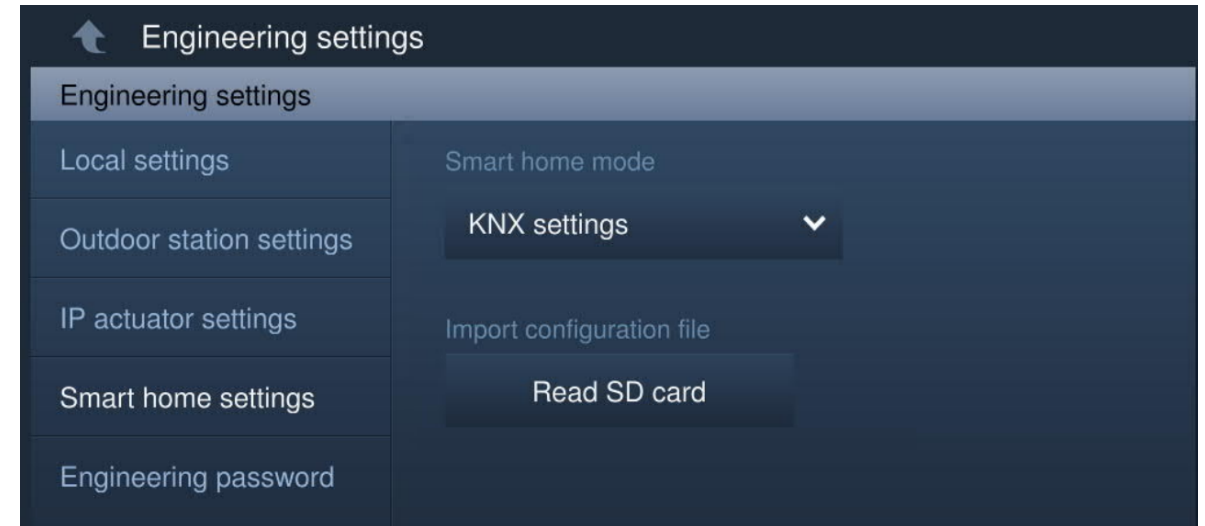 Engineering settings
Engineering settings
Local settings
Outdoor station settings
IP actuator settings
Smart home settings
Engineering password
Smart home mode
KNX settings
Import configuration file
Read SD card